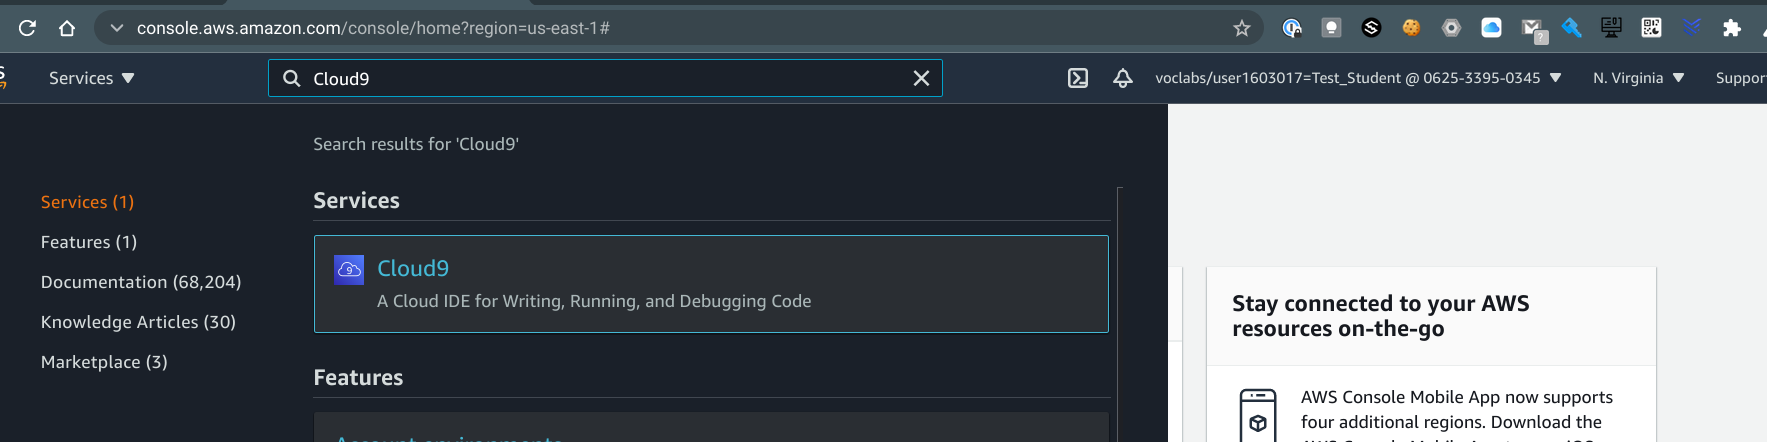 console.aws.amazon.com/console/home?region=us-east-1#
Services
Cloud9
voclabs/user1603017=Test_Student @ 0625-3395-0345
N. Virginia
Search results for 'Cloud9'
Services (1)
Features (1)
Documentation (68,204)
Knowledge Articles (30)
Marketplace (3)
Services
Cloud9
A Cloud IDE for Writing, Running, and Debugging Code
Features
Account environments
Stay connected to your AWS
resources on-the-go
AWS Console Mobile App now supports
four additional regions. Download the